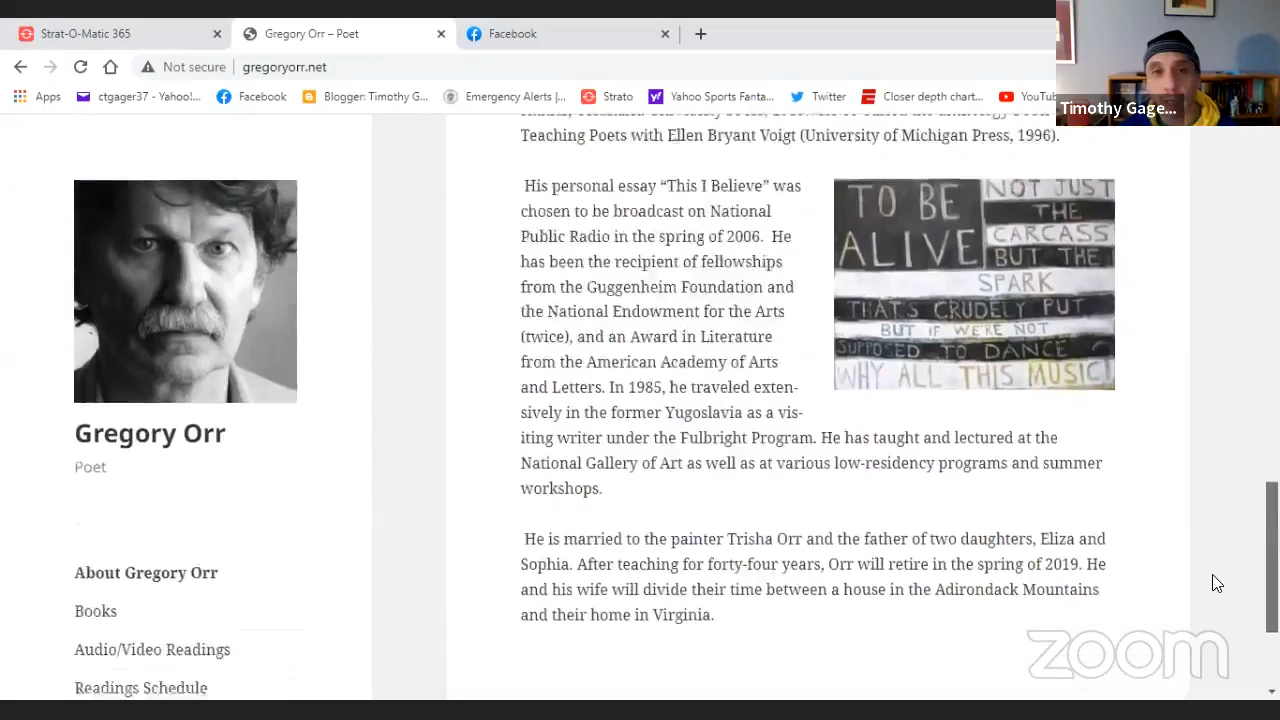 Strat-O-Matic 365
Gregory Orr – Poet
Facebook
Not secure
gregoryorr.net
Apps
ctgager37 - Yahoo!...
Facebook
Blogger: Timothy G...
Emergency Alerts |...
Strato
Yahoo Sports Fanta...
Twitter
Closer depth chart...
YouTub
Timothy Gage...
Teaching Poets with Ellen Bryant Voigt (University of Michigan Press, 1996).
His personal essay “This I Believe” was
chosen to be broadcast on National
Public Radio in the spring of 2006. He
has been the recipient of fellowships
from the Guggenheim Foundation and
the National Endowment for the Arts
(twice), and an Award in Literature
from the American Academy of Arts
and Letters. In 1985, he traveled exten-
sively in the former Yugoslavia as a vis-
iting writer under the Fulbright Program. He has taught and lectured at the
National Gallery of Art as well as at various low-residency programs and summer
workshops.
TO BE
ALIVE
NOT JUST
THE
CARCASS
BUT THE
SPARK
THAT'S CRUDELY PUT
BUT IF WE'RE NOT
SUPPOSED TO DANCE
WHY ALL THIS MUSIC!
He is married to the painter Trisha Orr and the father of two daughters, Eliza and
Sophia. After teaching for forty-four years, Orr will retire in the spring of 2019. He
and his wife will divide their time between a house in the Adirondack Mountains
and their home in Virginia.
Gregory Orr
Poet
About Gregory Orr
Books
Audio/Video Readings
Readings Schedule
zoom